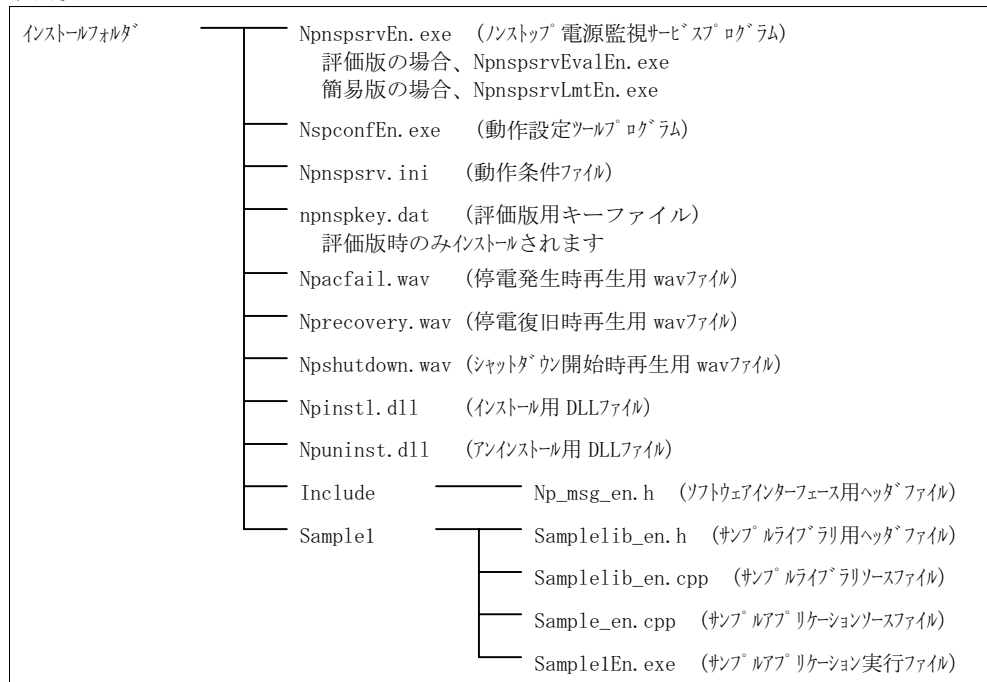 ｲﾝｽﾄｰﾙﾌｫﾙﾀﾞ NpnspsrvEn.exe (ﾉﾝｽﾄｯﾌﾟ電源監視ｻｰﾋﾞｽﾌﾟﾛｸﾞﾗﾑ)
評価版の場合、NpnspsrvEvalEn.exe
簡易版の場合、NpnspsrvLmtEn.exe
NspconfEn.exe (動作設定ﾂｰﾙﾌﾟﾛｸﾞﾗﾑ)
Npnspsrv.ini (動作条件ﾌｧｲﾙ)
npnspkey.dat (評価版用キーファイル)
評価版時のみｲﾝｽﾄｰﾙされます
Npacfail.wav (停電発生時再生用 wavﾌｧｲﾙ)
Nprecovery.wav (停電復旧時再生用 wavﾌｧｲﾙ)
Npshutdown.wav (ｼｬｯﾄﾀﾞｳﾝ開始時再生用 wavﾌｧｲﾙ)
Npinstl.dll (ｲﾝｽﾄｰﾙ用 DLLﾌｧｲﾙ)
Npuninst.dll (ｱﾝｲﾝｽﾄｰﾙ用 DLLﾌｧｲﾙ)
Include Np_msg_en.h (ｿﾌﾄｳｪｱｲﾝﾀｰﾌｪｰｽ用ﾍｯﾀﾞﾌｧｲﾙ)
Sample1 Samplelib_en.h (ｻﾝﾌﾟﾙﾗｲﾌﾞﾗﾘ用ﾍｯﾀﾞﾌｧｲﾙ)
Samplelib_en.cpp (ｻﾝﾌﾟﾙﾗｲﾌﾞﾗﾘｿｰｽﾌｧｲﾙ)
Sample_en.cpp (ｻﾝﾌﾟﾙｱﾌﾟﾘｹｰｼｮﾝｿｰｽﾌｧｲﾙ)
Sample1En.exe (ｻﾝﾌﾟﾙｱﾌﾟﾘｹｰｼｮﾝ実行ﾌｧｲﾙ)